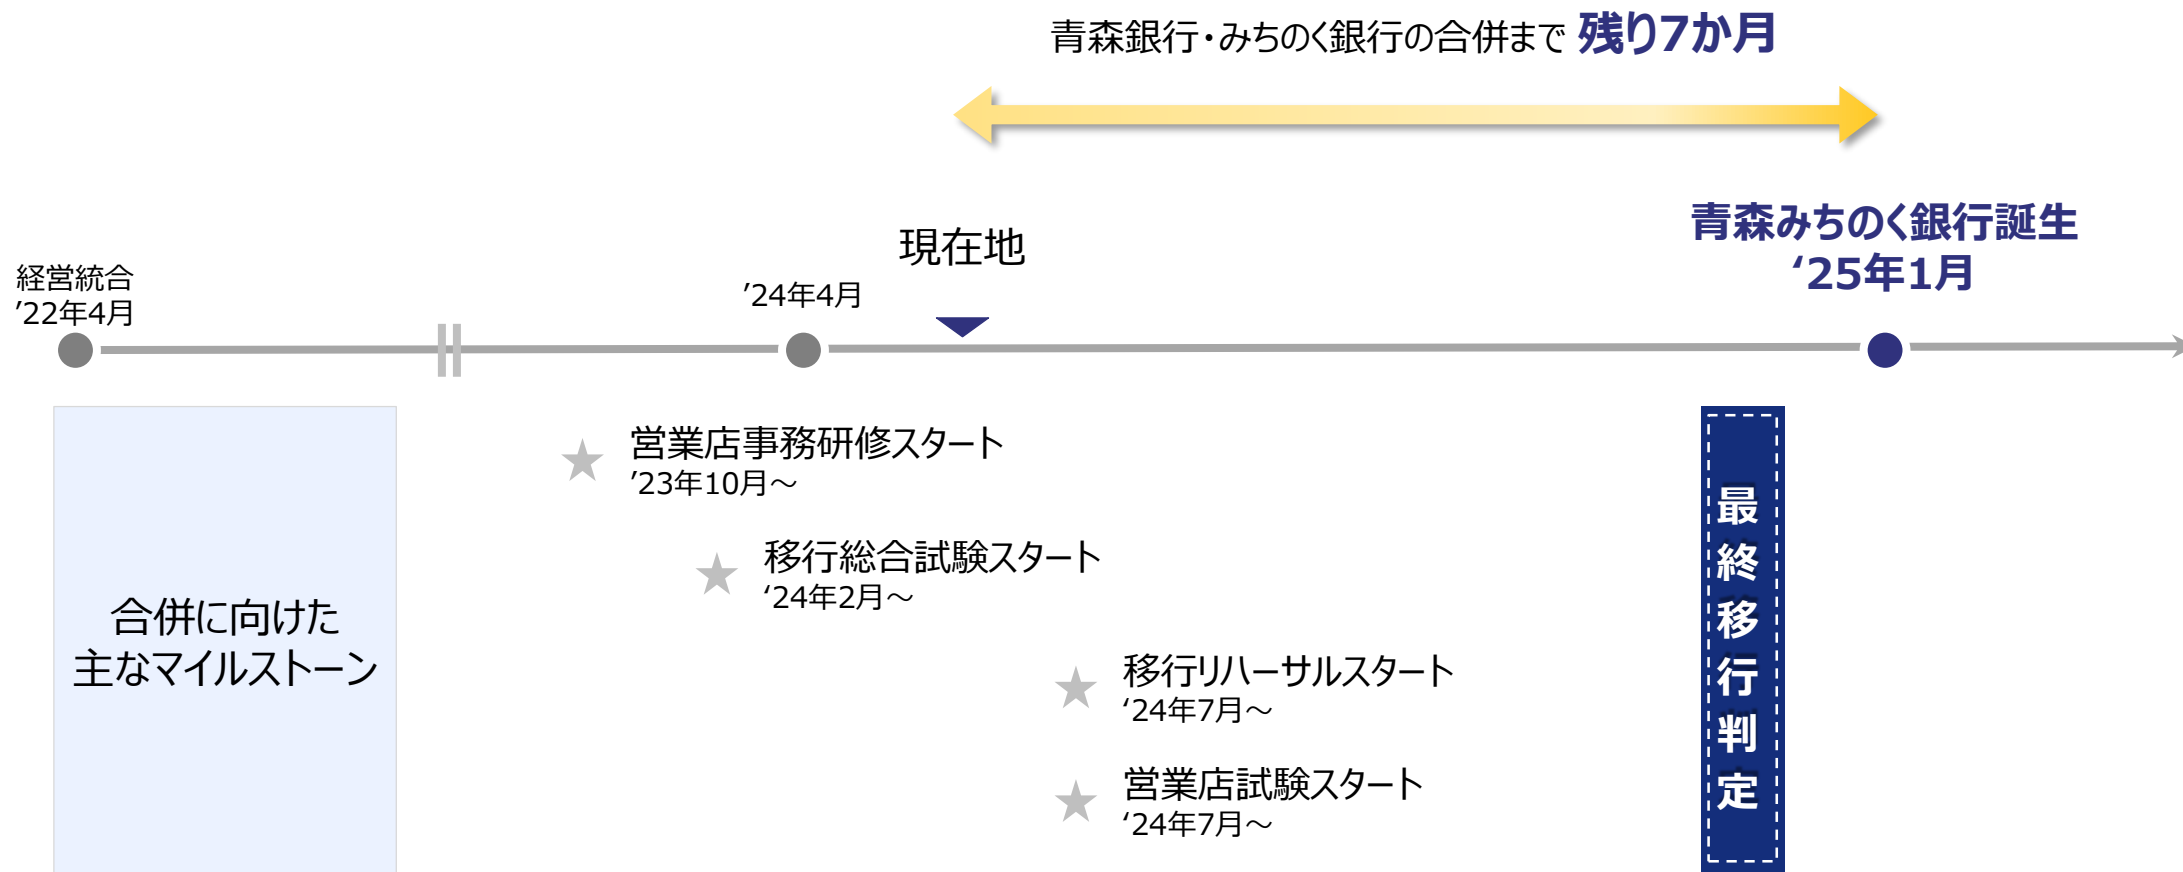 青森銀行・みちのく銀行の合併まで 残り7か月
青森みちのく銀行誕生
‘25年1月
現在地
経営統合
’22年4月
’24年4月
営業店事務研修スタート
’23年10月～
移行総合試験スタート
‘24年2月～
合併に向けた
主なマイルストーン
移行リハーサルスタート
‘24年7月～
営業店試験スタート
‘24年7月～
最終移行判定